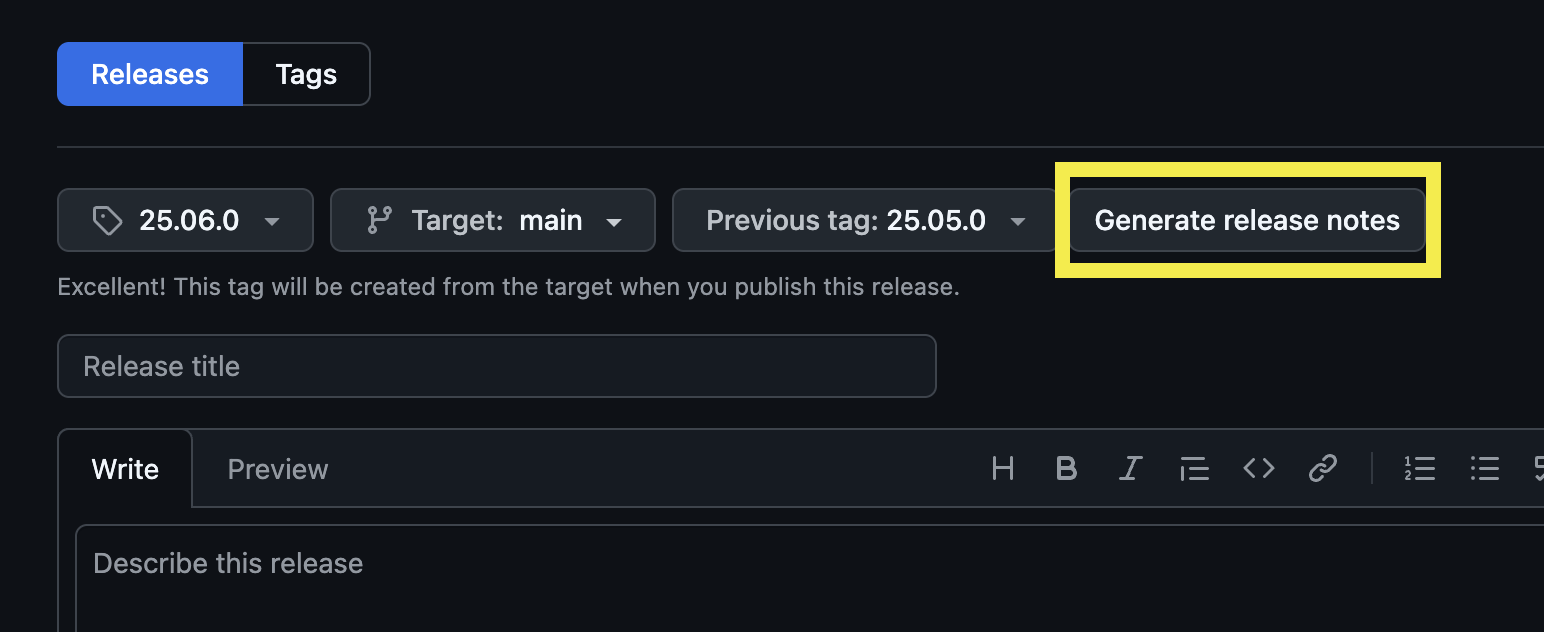 Releases Tags
25.06.0 Target: main Previous tag: 25.05.0 Generate release notes
Excellent! This tag will be created from the target when you publish this release.
Release title
Write Preview
Describe this release